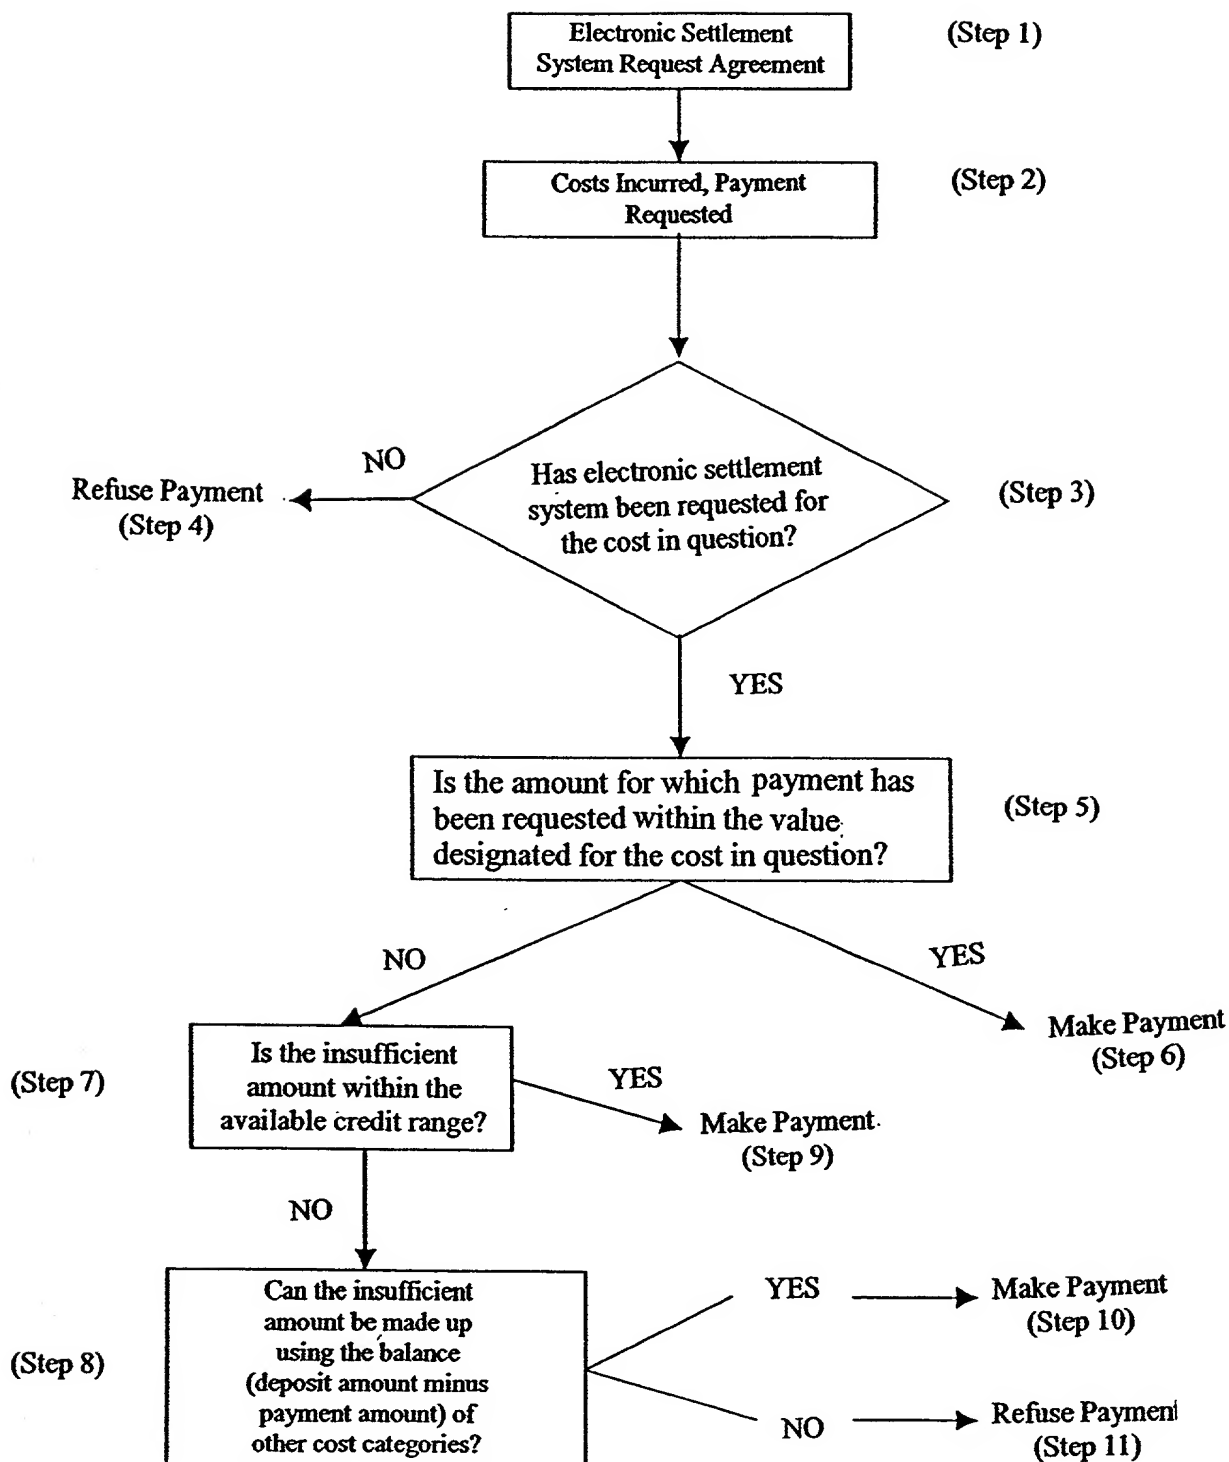 Electronic Settlement
System Request Agreement
(Step 1)
Costs Incurred, Payment
Requested
(Step 2)
NO
Refuse Payment
(Step 4)
Has electronic settlement
system been requested for
the cost in question?
(Step 3)
YES
Is the amount for which payment has
been requested within the value
designated for the cost in question?
(Step 5)
NO
YES
Make Payment
(Step 6)
(Step 7)
Is the insufficient
amount within the
available credit range?
YES
Make Payment
(Step 9)
NO
(Step 8)
Can the insufficient
amount be made up
using the balance
(deposit amount minus
payment amount) of
other cost categories?
YES
Make Payment
(Step 10)
NO
Refuse Payment
(Step 11)